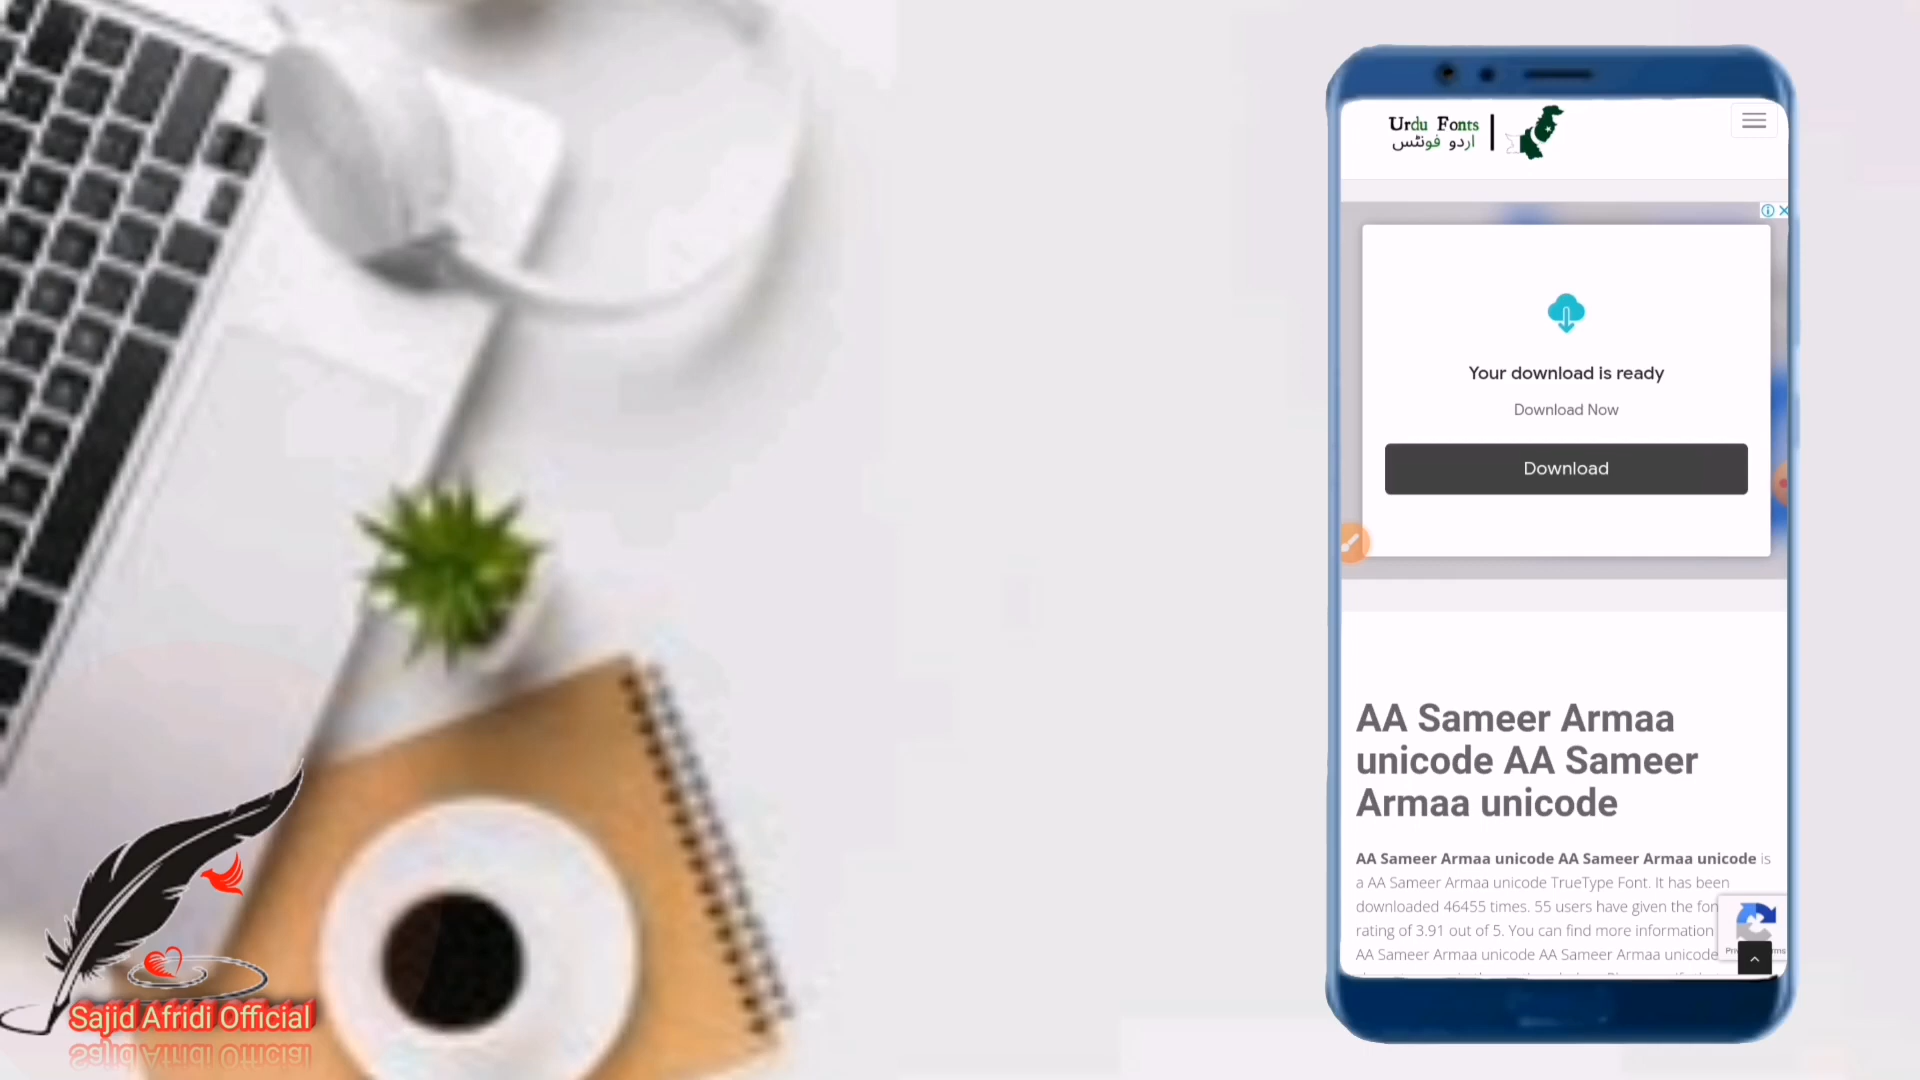 Urdu Fonts
اردو فونٹس
Your download is ready
Download Now
Download
AA Sameer Armaa
unicode AA Sameer
Armaa unicode
AA Sameer Armaa unicode AA Sameer Armaa unicode is
a AA Sameer Armaa unicode TrueType Font. It has been
downloaded 46455 times. 55 users have given the
rating of 3.91 out of 5. You can find more information
AA Sameer Armaa unicode AA Sameer Armaa unicode
Sajid Afridi Official